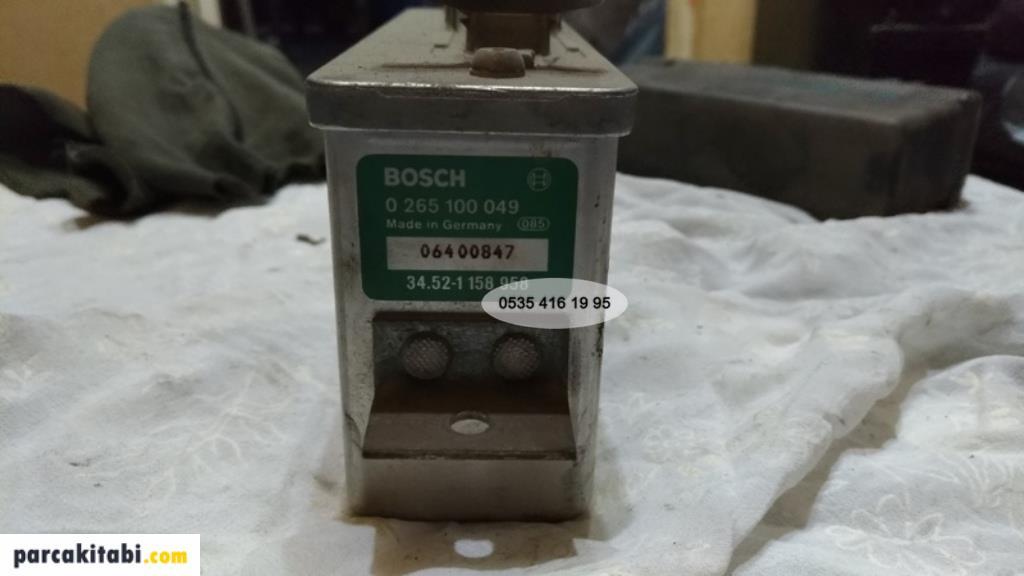 BOSCH
0 265 100 049
Made in Germany 085
06400847
34.52-1 158 958
0535 416 19 95
parcakitabi.com